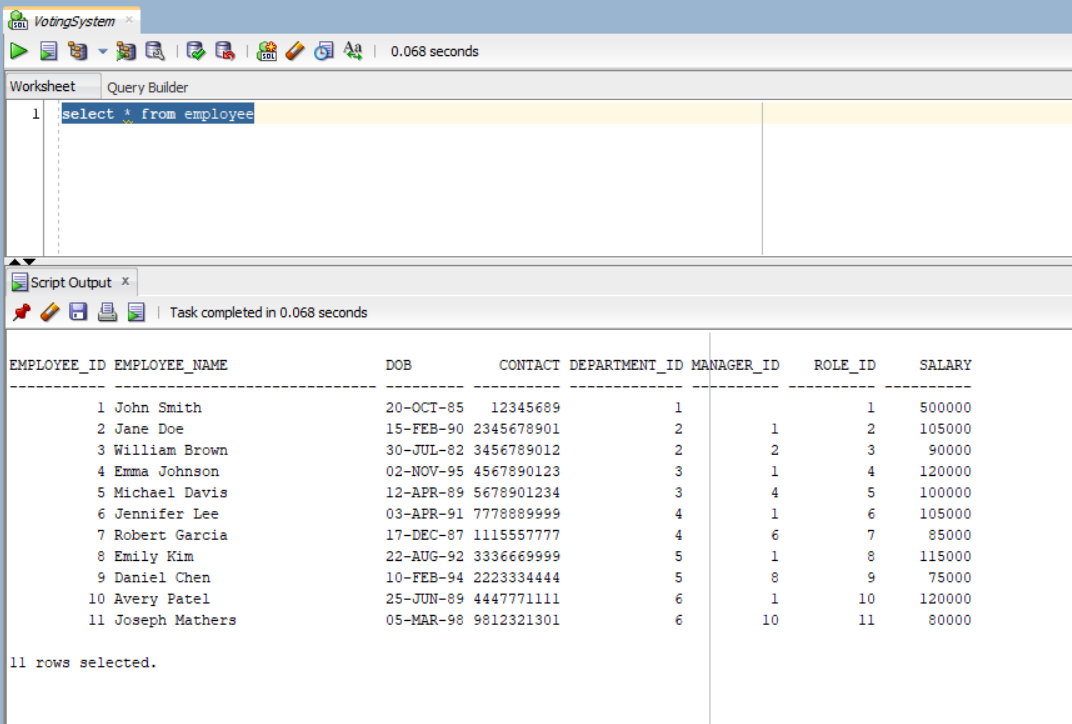 VotingSystem
0.068 seconds
Worksheet Query Builder
1 select * from employee
Script Output x
Task completed in 0.068 seconds
EMPLOYEE_ID EMPLOYEE_NAME DOB CONTACT DEPARTMENT_ID MANAGER_ID ROLE_ID SALARY
----------- ------------------------------ --------- ---------- ------------- ---------- ---------- ----------
1 John Smith 20-OCT-85 12345689 1 1 500000
2 Jane Doe 15-FEB-90 2345678901 2 1 2 105000
3 William Brown 30-JUL-82 3456789012 2 2 3 90000
4 Emma Johnson 02-NOV-95 4567890123 3 1 4 120000
5 Michael Davis 12-APR-89 5678901234 3 4 5 100000
6 Jennifer Lee 03-APR-91 7778889999 4 1 6 105000
7 Robert Garcia 17-DEC-87 1115557777 4 6 7 85000
8 Emily Kim 22-AUG-92 3336669999 5 1 8 115000
9 Daniel Chen 10-FEB-94 2223334444 5 8 9 75000
10 Avery Patel 25-JUN-89 4447771111 6 1 10 120000
11 Joseph Mathers 05-MAR-98 9812321301 6 10 11 80000
11 rows selected.